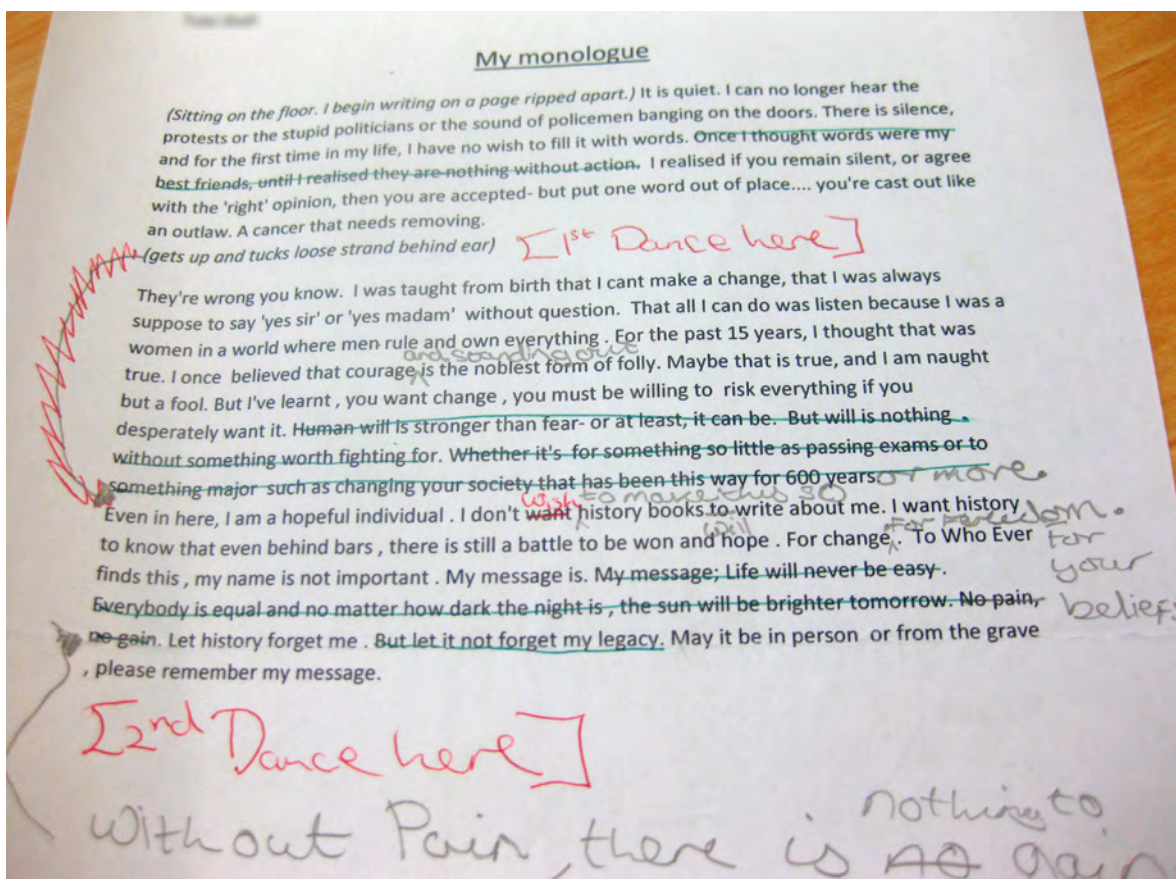 My monologue
(Sitting on the floor. I begin writing on a page ripped apart.) It is quiet. I can no longer hear the
protests or the stupid politicians or the sound of policemen banging on the doors. There is silence,
and for the first time in my life, I have no wish to fill it with words. Once I thought words were my
best friends, until I realised they are nothing without action. I realised if you remain silent, or agree
with the 'right' opinion, then you are accepted- but put one word out of place.... you're cast out like
an outlaw. A cancer that needs removing.
(gets up and tucks loose strand behind ear) [1st Dance here]
They're wrong you know. I was taught from birth that I cant make a change, that I was always
suppose to say 'yes sir' or 'yes madam' without question. That all I can do was listen because I was a
women in a world where men rule and own everything . For the past 15 years, I thought that was
and standing out
true. I once believed that courage is the noblest form of folly. Maybe that is true, and I am naught
but a fool. But I've learnt , you want change , you must be willing to risk everything if you
desperately want it. Human will is stronger than fear- or at least, it can be. But will is nothing
without something worth fighting for. Whether it's for something so little as passing exams or to
something major such as changing your society that has been this way for 600 years. or more.
wish to make this so
Even in here, I am a hopeful individual . I don't want history books to write about me. I want history
will for freedom.
to know that even behind bars , there is still a battle to be won and hope . For change . To Who Ever for
finds this , my name is not important . My message is. My message; Life will never be easy . your
Everybody is equal and no matter how dark the night is , the sun will be brighter tomorrow. No pain, beliefs
no gain. Let history forget me . But let it not forget my legacy. May it be in person or from the grave
, please remember my message.
[2nd Dance here]
nothing to
Without Pain, there is no gain